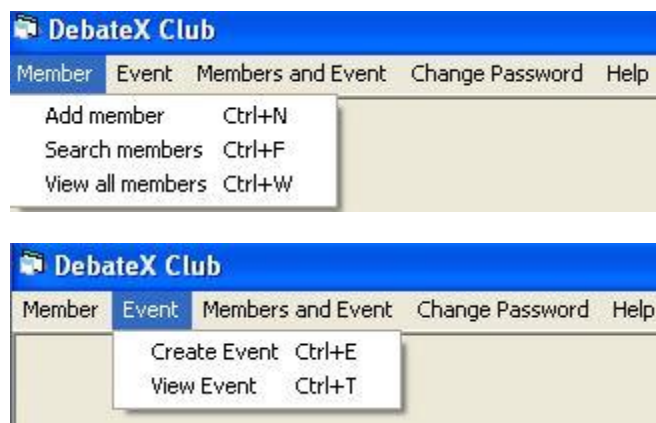 DebateX Club
Member Event Members and Event Change Password Help
Add member Ctrl+N
Search members Ctrl+F
View all members Ctrl+W
DebateX Club
Member Event Members and Event Change Password Help
Create Event Ctrl+E
View Event Ctrl+T